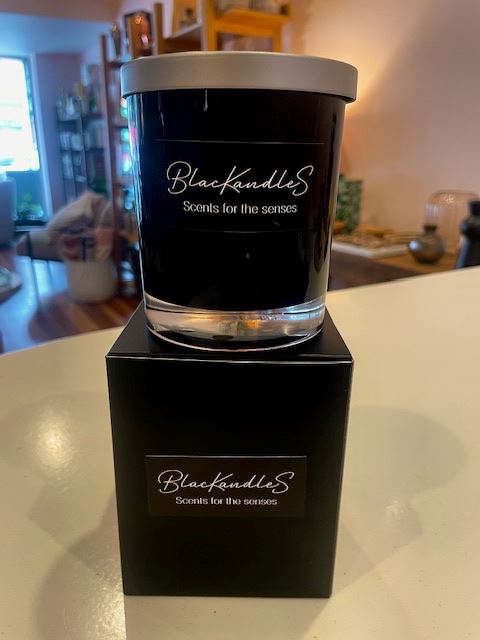 BlacKandleS
Scents for the senses
BlacKandleS
Scents for the senses